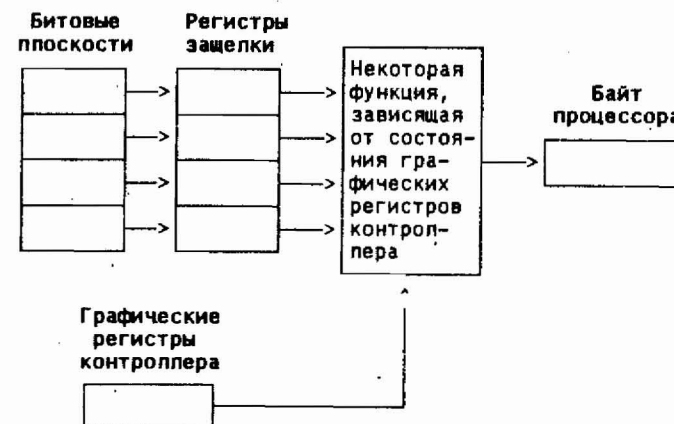 Битовые
плоскости
Регистры
защелки
Некоторая
функция,
зависящая
от состоя-
ния гра-
фических
регистров
контрол-
лера
Байт
процессора
Графические
регистры
контроллера